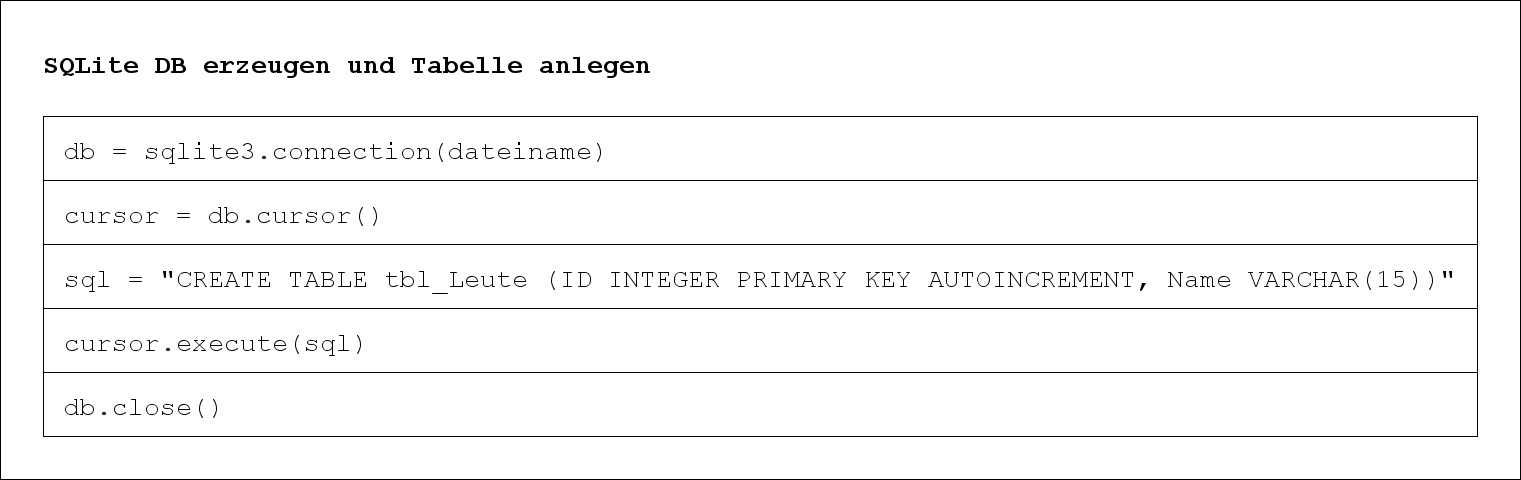 SQLite DB erzeugen und Tabelle anlegen
db = sqlite3.connection(dateiname)
cursor = db.cursor()
sql = "CREATE TABLE tbl_Leute (ID INTEGER PRIMARY KEY AUTOINCREMENT, Name VARCHAR(15))"
cursor.execute(sql)
db.close()